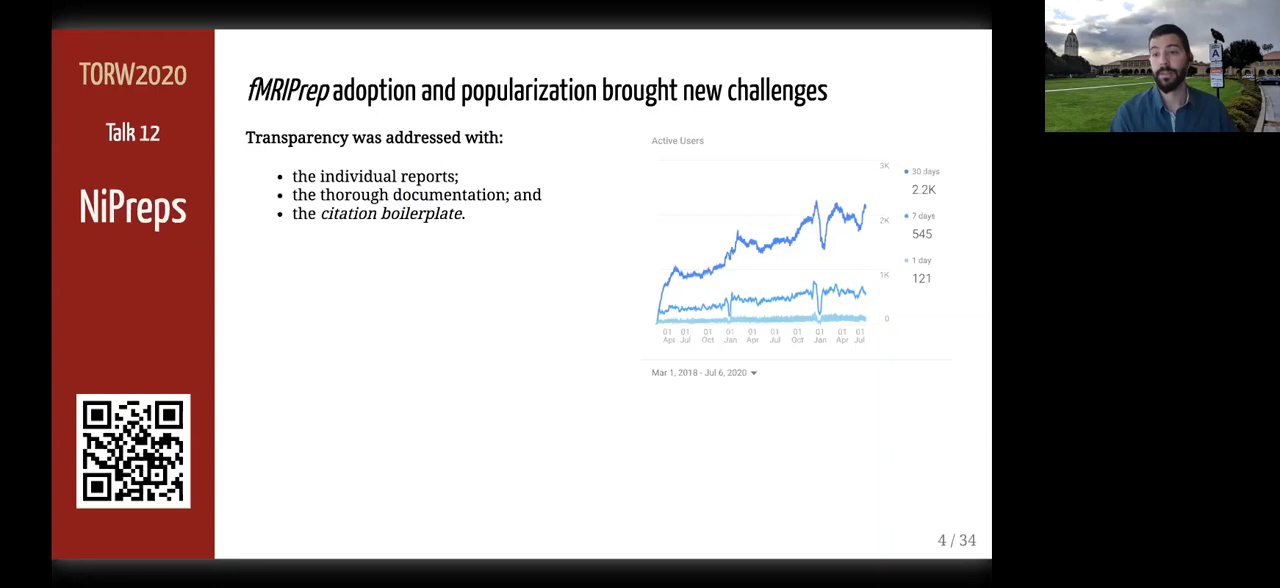 TORW2020
Talk 12
NiPreps
fMRIPrep adoption and popularization brought new challenges
Transparency was addressed with:
• the individual reports;
• the thorough documentation; and
• the citation boilerplate.
Active Users
3K
2K
1K
0
30 days
2.2K
7 days
545
1 day
121
01 01 01 01 01 01 01 01 01 01
Apr Jul Oct Jan Apr Jul Oct Jan Apr Jul
Mar 1, 2018 - Jul 6, 2020
4 / 34
A